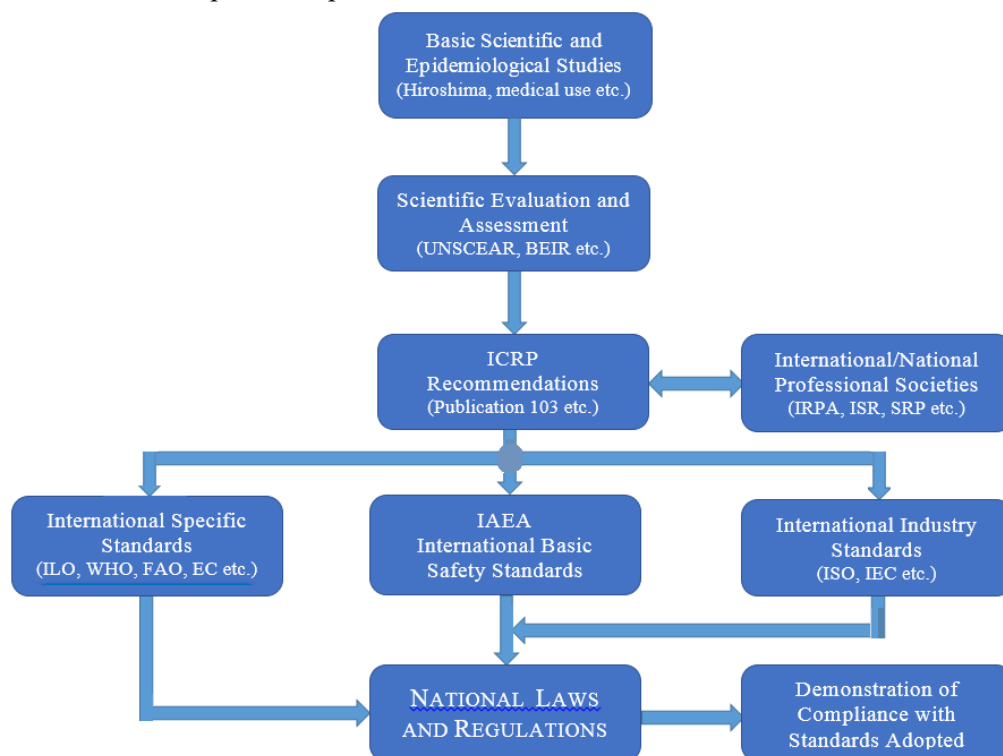 Basic Scientific and
Epidemiological Studies
(Hiroshima, medical use etc.)
Scientific Evaluation and
Assessment
(UNSCEAR, BEIR etc.)
ICRP
Recommendations
(Publication 103 etc.)
International/National
Professional Societies
(IRPA, ISR, SRP etc.)
International Specific
Standards
(ILO, WHO, FAO, EC etc.)
IAEA
International Basic
Safety Standards
International Industry
Standards
(ISO, IEC etc.)
NATIONAL LAWS
AND REGULATIONS
Demonstration of
Compliance with
Standards Adopted